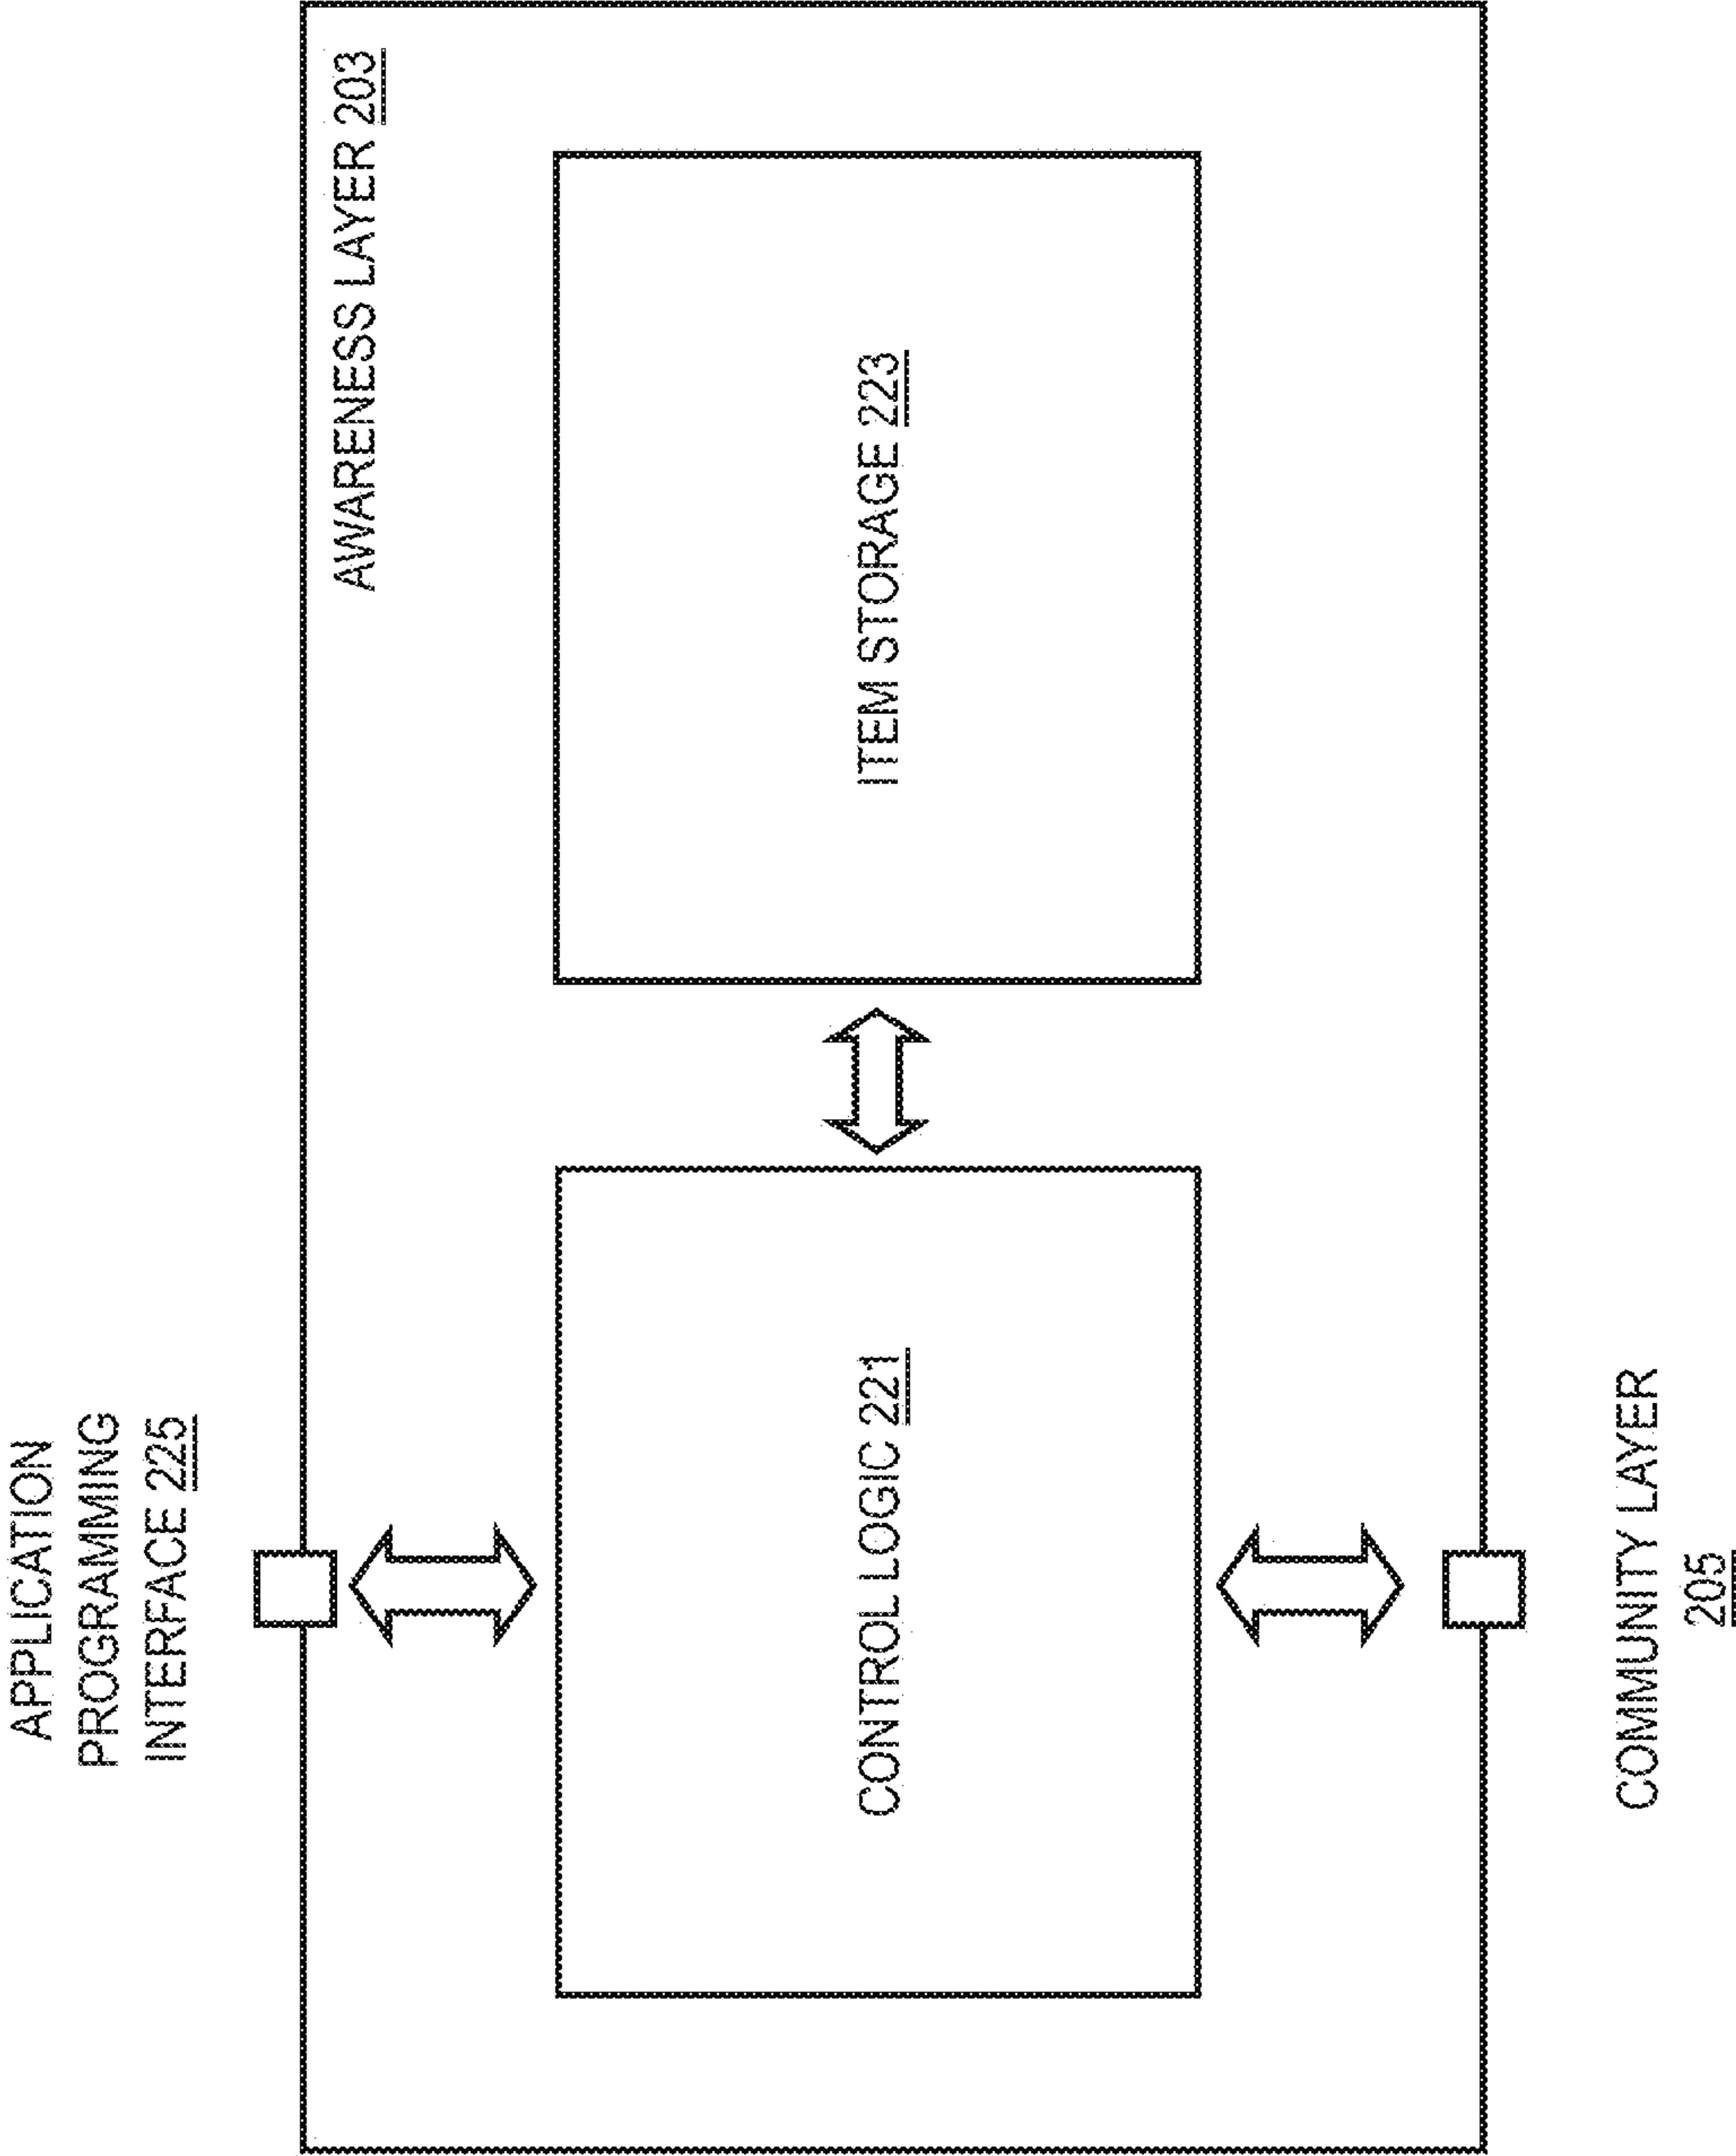 APPLICATION
PROGRAMMING
INTERFACE 225
AWARENESS LAYER 203
CONTROL LOGIC 221
ITEM STORAGE 223
COMMUNITY LAYER
205